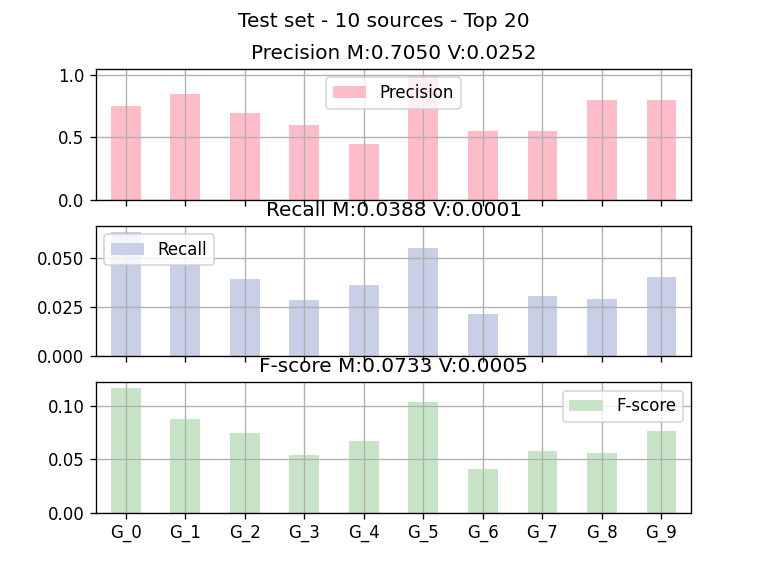 Test set - 10 sources - Top 20
Precision M:0.7050 V:0.0252
1.0
Precision
0.5
0.0
Recall M:0.0388 V:0.0001
Recall
0.050
0.025
0.000
F-score M:0.0733 V:0.0005
0.10
F-score
0.05
0.00
G_0 G_1 G_2 G_3 G_4 G_5 G_6 G_7 G_8 G_9